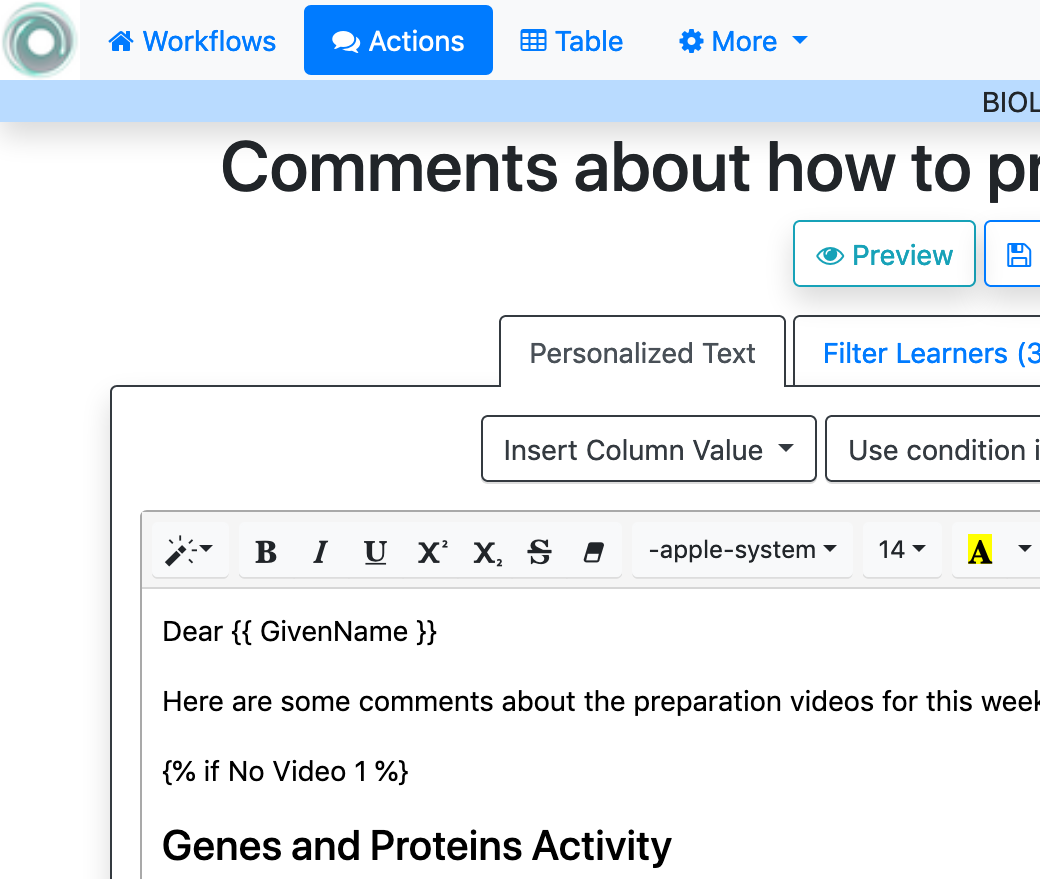 Workflows Actions Table More
BIOL
Comments about how to pr
Preview
Personalized Text Filter Learners (3
Insert Column Value Use condition i
B I U X² X₂ S -apple-system 14 A
Dear {{ GivenName }}
Here are some comments about the preparation videos for this week
{% if No Video 1 %}
Genes and Proteins Activity